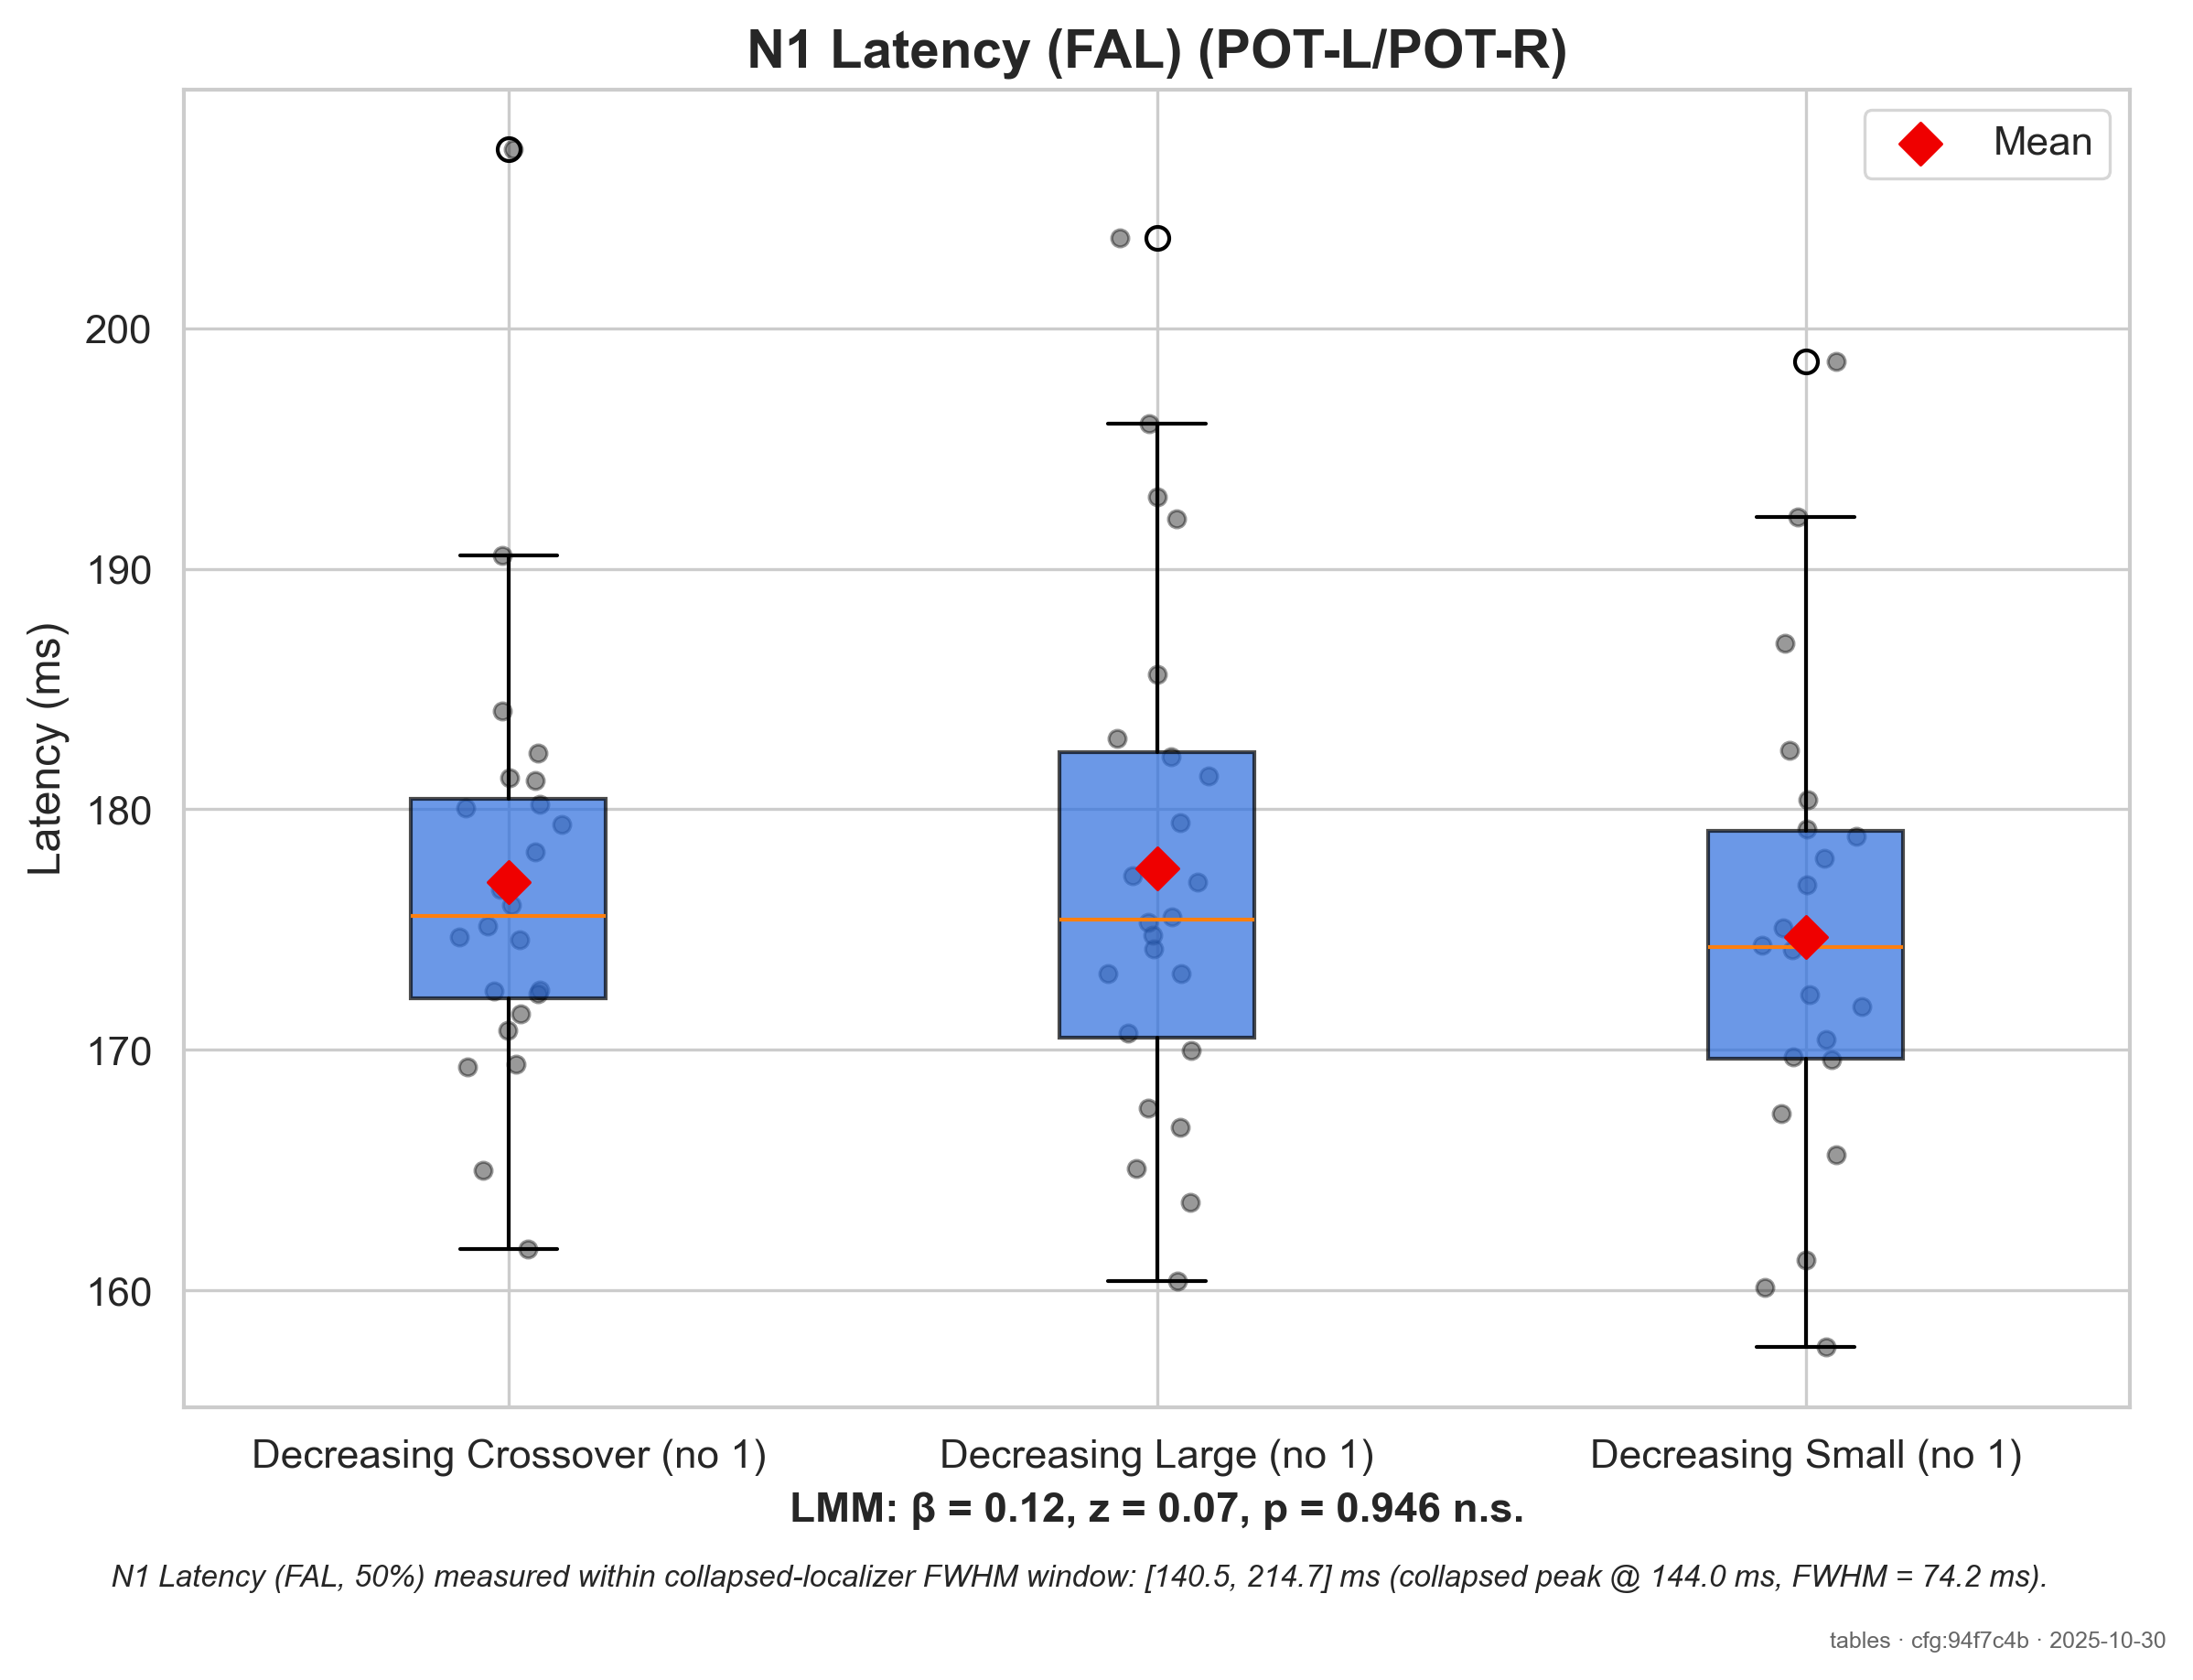 N1 Latency (FAL) (POT-L/POT-R)
Mean
Latency (ms)
200
190
180
170
160
Decreasing Crossover (no 1)
Decreasing Large (no 1)
Decreasing Small (no 1)
LMM: β = 0.12, z = 0.07, p = 0.946 n.s.
N1 Latency (FAL, 50%) measured within collapsed-localizer FWHM window: [140.5, 214.7] ms (collapsed peak @ 144.0 ms, FWHM = 74.2 ms).
tables · cfg:94f7c4b · 2025-10-30